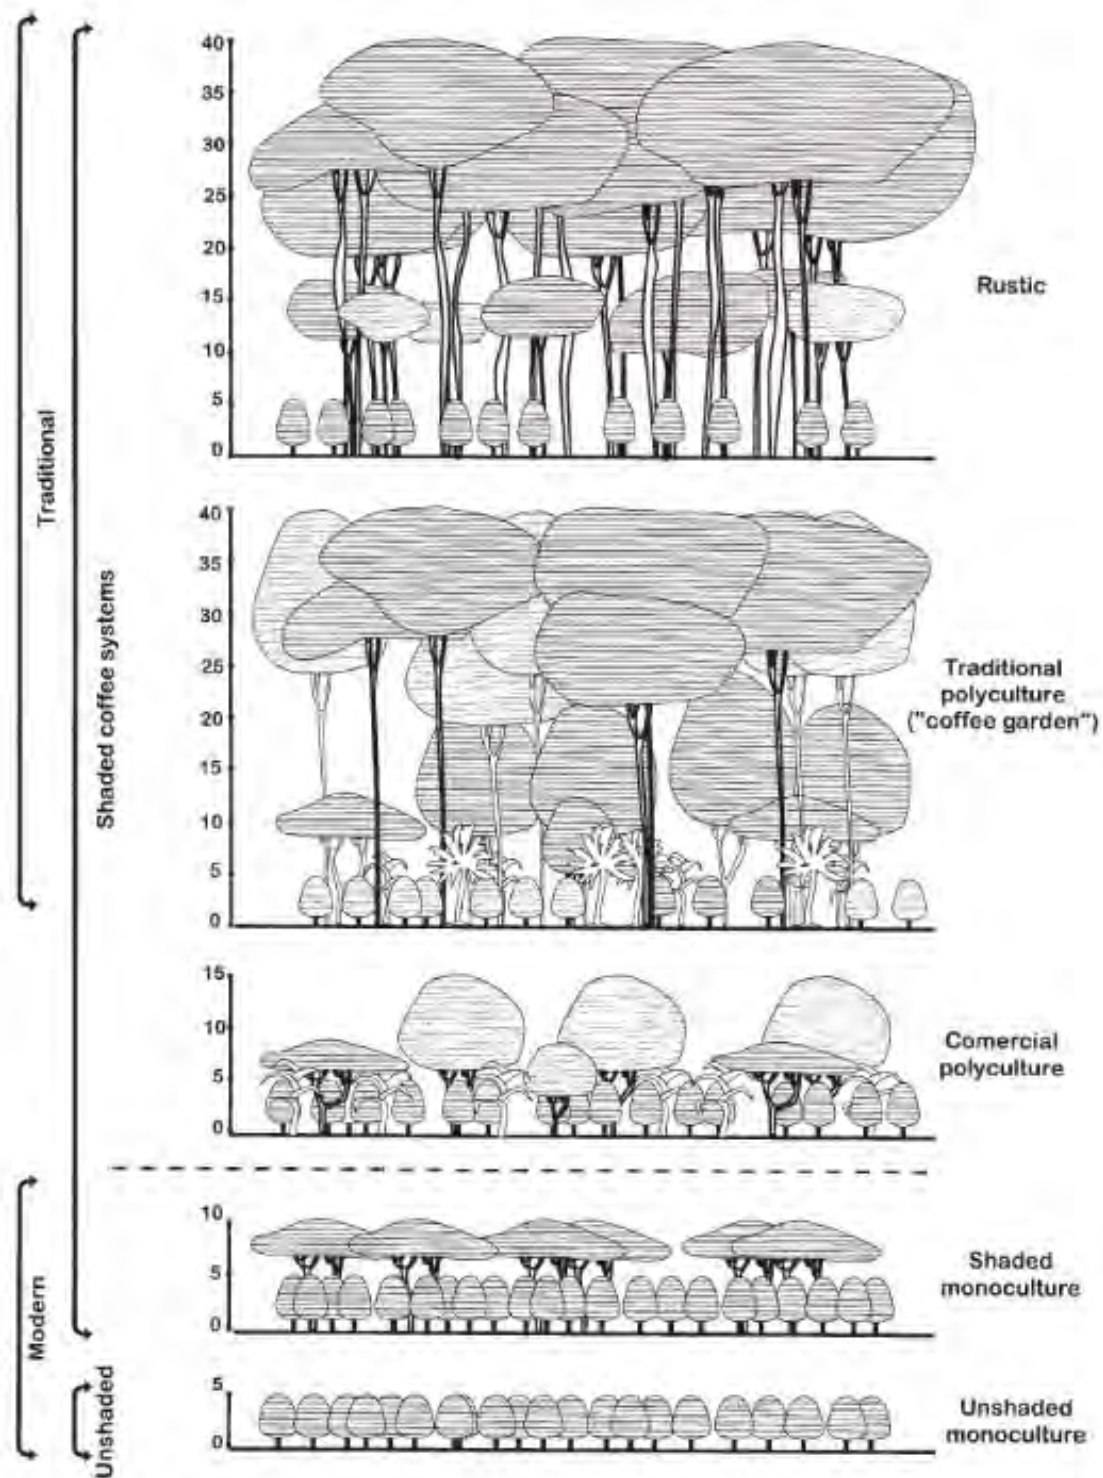 Traditional
Shaded coffee systems
40
35
30
25
20
15
10
5
0
Rustic
40
35
30
25
20
15
10
5
0
Traditional
polyculture
("coffee garden")
15
10
5
0
Comercial
polyculture
Modern
10
5
0
Shaded
monoculture
Unshaded
5
0
Unshaded
monoculture